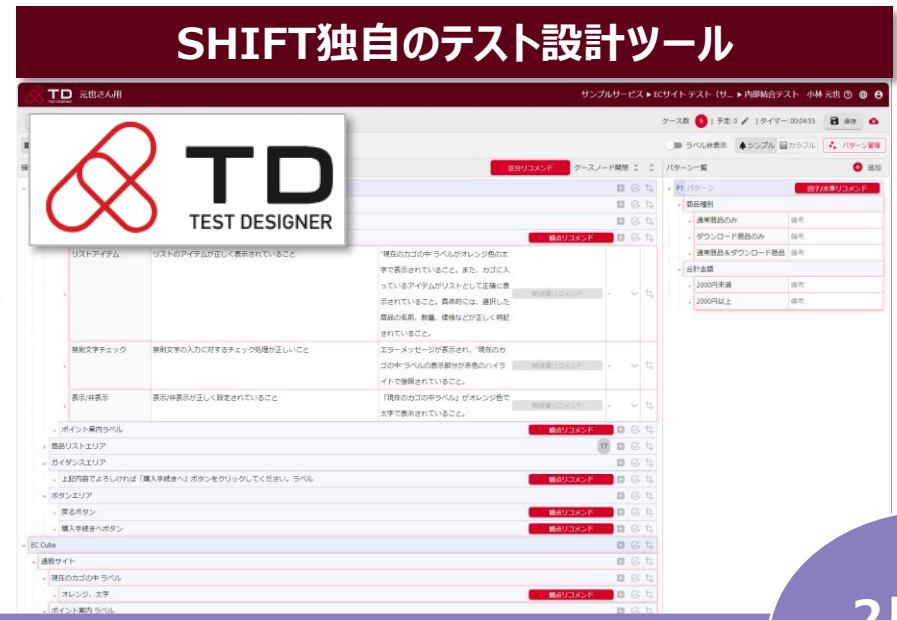 SHIFT独自のテスト設計ツール
TD 元也さん用
TEST DESIGNER
サンプルサービス ▸ ECサイトテスト (サ... ▸ 内部結合テスト 小林 元也
ケース数 9 | 予定: 0 | タイマー: 00:04:55 保存
ラベル非表示 シンプル カラフル パターン管理
TD
TEST DESIGNER
区分リコメンド ケースノード開閉
パターン一覧 追加
P1 パターン 因子/水準リコメンド
商品種別
通常商品のみ 備考
ダウンロード商品のみ 備考
通常商品&ダウンロード商品 備考
合計金額
2000円未満 備考
2000円以上 備考
観点リコメンド
リストアイテム リストのアイテムが正しく表示されていること
"現在のカゴの中"ラベルがオレンジ色の太
字で表示されていること。また、カゴに入
っているアイテムがリストとして正確に表
示されていること。具体的には、選択した
商品の名前、数量、価格などが正しく明記
されていること。
期待値リコメンド
禁則文字チェック 禁則文字の入力に対するチェック処理が正しいこと
エラーメッセージが表示され、"現在のカ
ゴの中"ラベルの表示部分が赤色のハイラ
イトで強調されていること。
期待値リコメンド
表示/非表示 表示/非表示が正しく設定されていること
「現在のカゴの中ラベル」がオレンジ色で
太字で表示されていること。
期待値リコメンド
ポイント案内ラベル 観点リコメンド
商品リストエリア 17
ガイダンスエリア
上記内容でよろしければ「購入手続きへ」ボタンをクリックしてください。ラベル 観点リコメンド
ボタンエリア
戻るボタン 観点リコメンド
購入手続きへボタン 観点リコメンド
EC Cube
通販サイト
現在のカゴの中 ラベル
オレンジ、太字 観点リコメンド
ポイント案内 ラベル